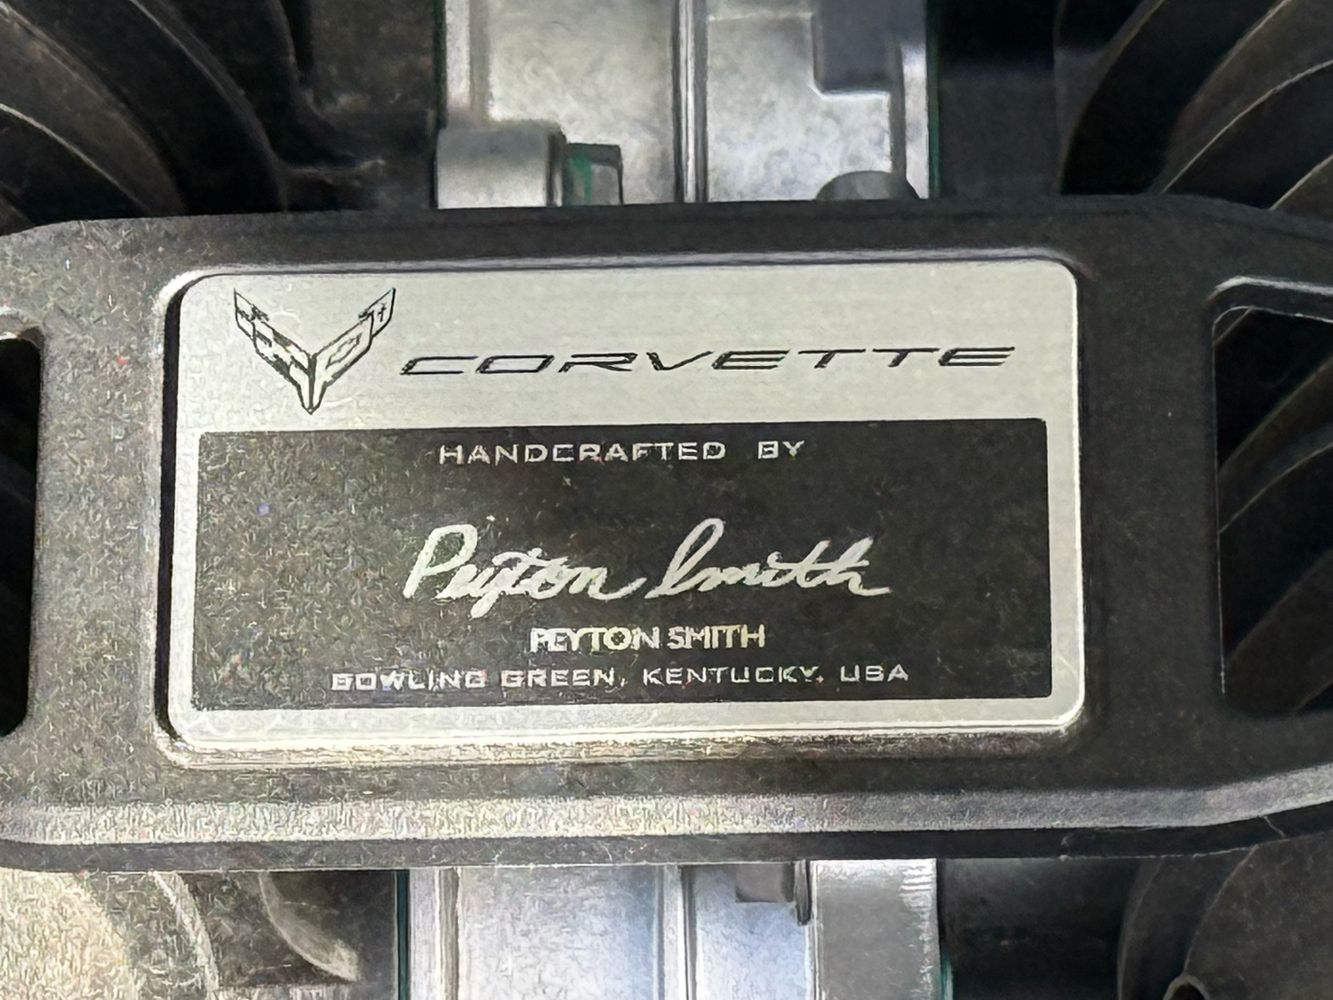 CORVETTE
HANDCRAFTED BY
Peyton Smith
PEYTON SMITH
BOWLING GREEN, KENTUCKY, USA